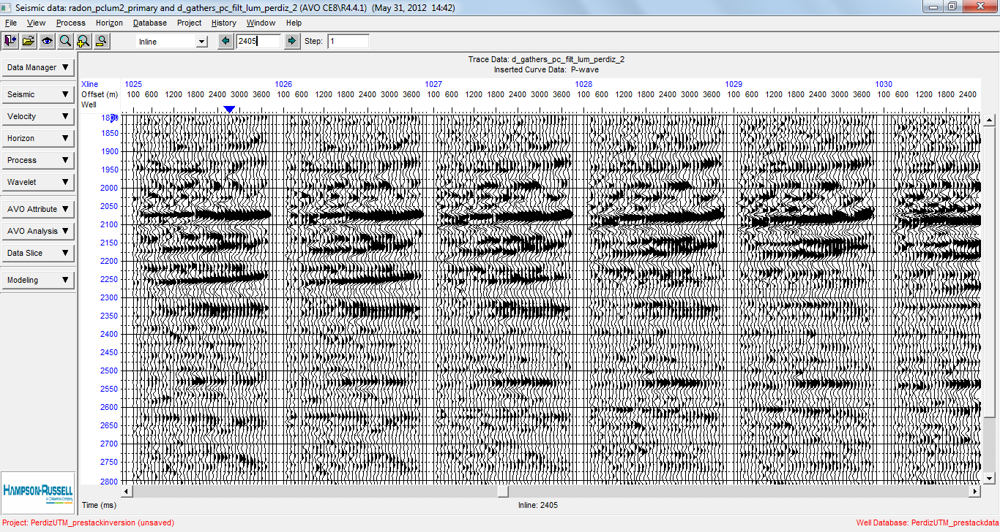 Seismic data: radon_pclum2_primary and d_gathers_pc_filt_lum_perdiz_2 (AVO CE8\R4.4.1) (May 31, 2012 14:42)
File View Process Horizon Database Project History Window Help
Inline 2405 Step: 1
Data Manager
Seismic
Velocity
Horizon
Process
Wavelet
AVO Attribute
AVO Analysis
Data Slice
Modeling
HAMPSON-RUSSELL
A CGGVeritas Company
Trace Data: d_gathers_pc_filt_lum_perdiz_2
Inserted Curve Data: P-wave
Xline 1025 1026 1027 1028 1029 1030
Offset (m) 100 600 1200 1800 2400 3000 3600 100 600 1200 1800 2400 3000 3600 100 600 1200 1800 2400 3000 3600 100 600 1200 1800 2400 3000 3600 100 600 1200 1800 2400 3000 3600 100 600 1200 1800 2400
Well
1850
1900
1950
2000
2050
2100
2150
2200
2250
2300
2350
2400
2450
2500
2550
2600
2650
2700
2750
2800
Time (ms) Inline: 2405
Project: PerdizUTM_prestackinversion (unsaved) Well Database: PerdizUTM_prestackdata